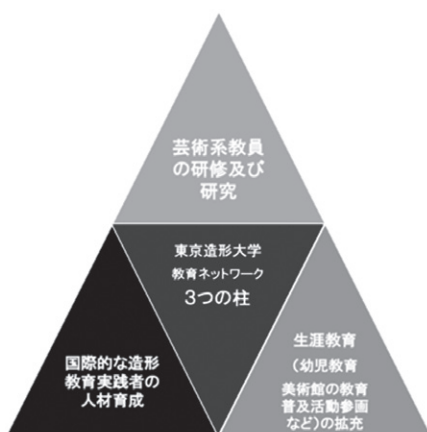 芸術系教員
の研修及び
研究
東京造形大学
教育ネットワーク
3つの柱
国際的な造形
教育実践者の
人材育成
生涯教育
（幼児教育
美術館の教育
普及活動参画
など）の拡充